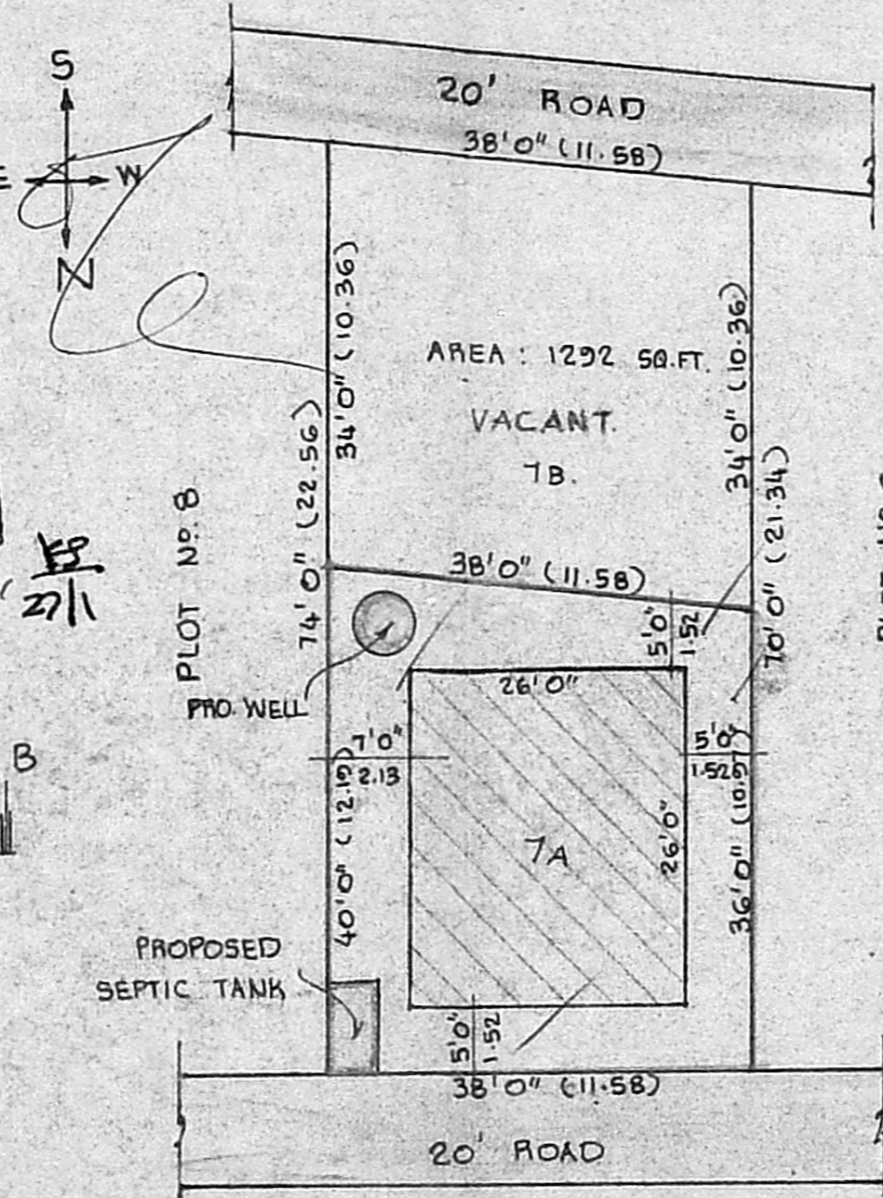 S
E W
N
20' ROAD
38'0" (11.58)
34'0" (10.36)
34'0" (10.36)
AREA : 1292 SQ.FT.
VACANT.
7B.
74'0" (22.56)
70'0" (21.34)
PLOT Nº. 8
27/1
38'0" (11.58)
5'0"
1.52
PRO. WELL
26'0"
7'0"
2.13
5'0"
1.52
B
40'0" (12.19)
26'0"
7A
36'0"
PROPOSED
SEPTIC TANK
5'0"
1.52
38'0" (11.58)
20' ROAD